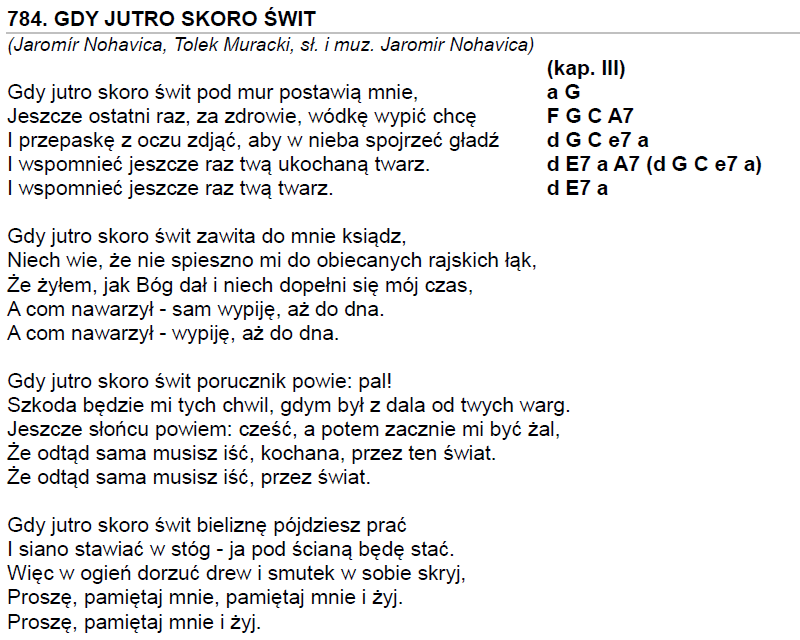 784. GDY JUTRO SKORO ŚWIT
(Jaromír Nohavica, Tolek Muracki, sł. i muz. Jaromir Nohavica)
(kap. III)
Gdy jutro skoro świt pod mur postawią mnie, a G
Jeszcze ostatni raz, za zdrowie, wódkę wypić chcę F G C A7
I przepaskę z oczu zdjąć, aby w nieba spojrzeć gładź d G C e7 a
I wspomnieć jeszcze raz twą ukochaną twarz. d E7 a A7 (d G C e7 a)
I wspomnieć jeszcze raz twą twarz. d E7 a
Gdy jutro skoro świt zawita do mnie ksiądz,
Niech wie, że nie spieszno mi do obiecanych rajskich łąk,
Że żyłem, jak Bóg dał i niech dopełni się mój czas,
A com nawarzył - sam wypiję, aż do dna.
A com nawarzył - wypiję, aż do dna.
Gdy jutro skoro świt porucznik powie: pal!
Szkoda będzie mi tych chwil, gdym był z dala od twych warg.
Jeszcze słońcu powiem: cześć, a potem zacznie mi być żal,
Że odtąd sama musisz iść, kochana, przez ten świat.
Że odtąd sama musisz iść, przez świat.
Gdy jutro skoro świt bieliznę pójdziesz prać
I siano stawiać w stóg - ja pod ścianą będę stać.
Więc w ogień dorzuć drew i smutek w sobie skryj,
Proszę, pamiętaj mnie, pamiętaj mnie i żyj.
Proszę, pamiętaj mnie i żyj.